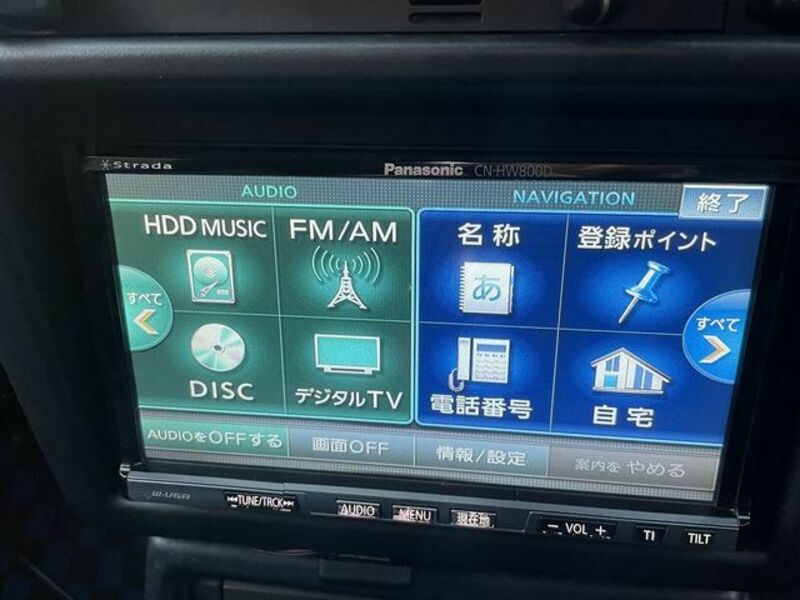 Strada
Panasonic CN-HW800D
AUDIO
NAVIGATION
終了
HDD MUSIC
FM/AM
名称
登録ポイント
すべて
あ
すべて
DISC
デジタルTV
電話番号
自宅
AUDIOをOFFする
画面OFF
情報/設定
案内を やめる
W-VGA
TUNE/TRCK
AUDIO
MENU
現在地
− VOL +
TILT